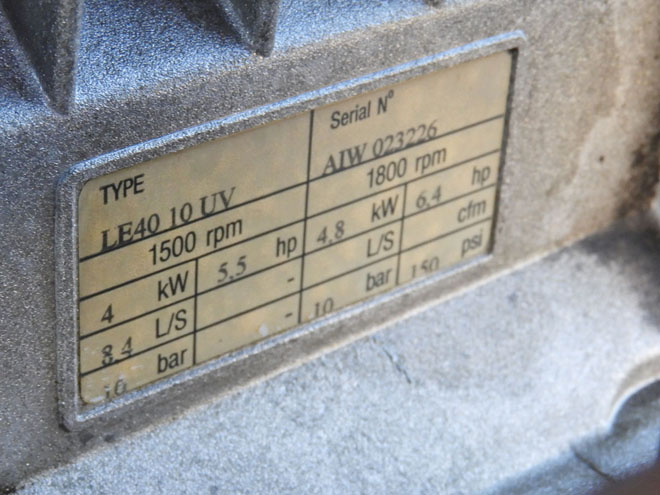 TYPE Serial Nº
LE40 10 UV AIW 023226
1500 rpm 1800 rpm
4 kW 5,5 hp 4,8 kW 6,4 hp
8,4 L/S - L/S cfm
10 bar - 10 bar 150 psi